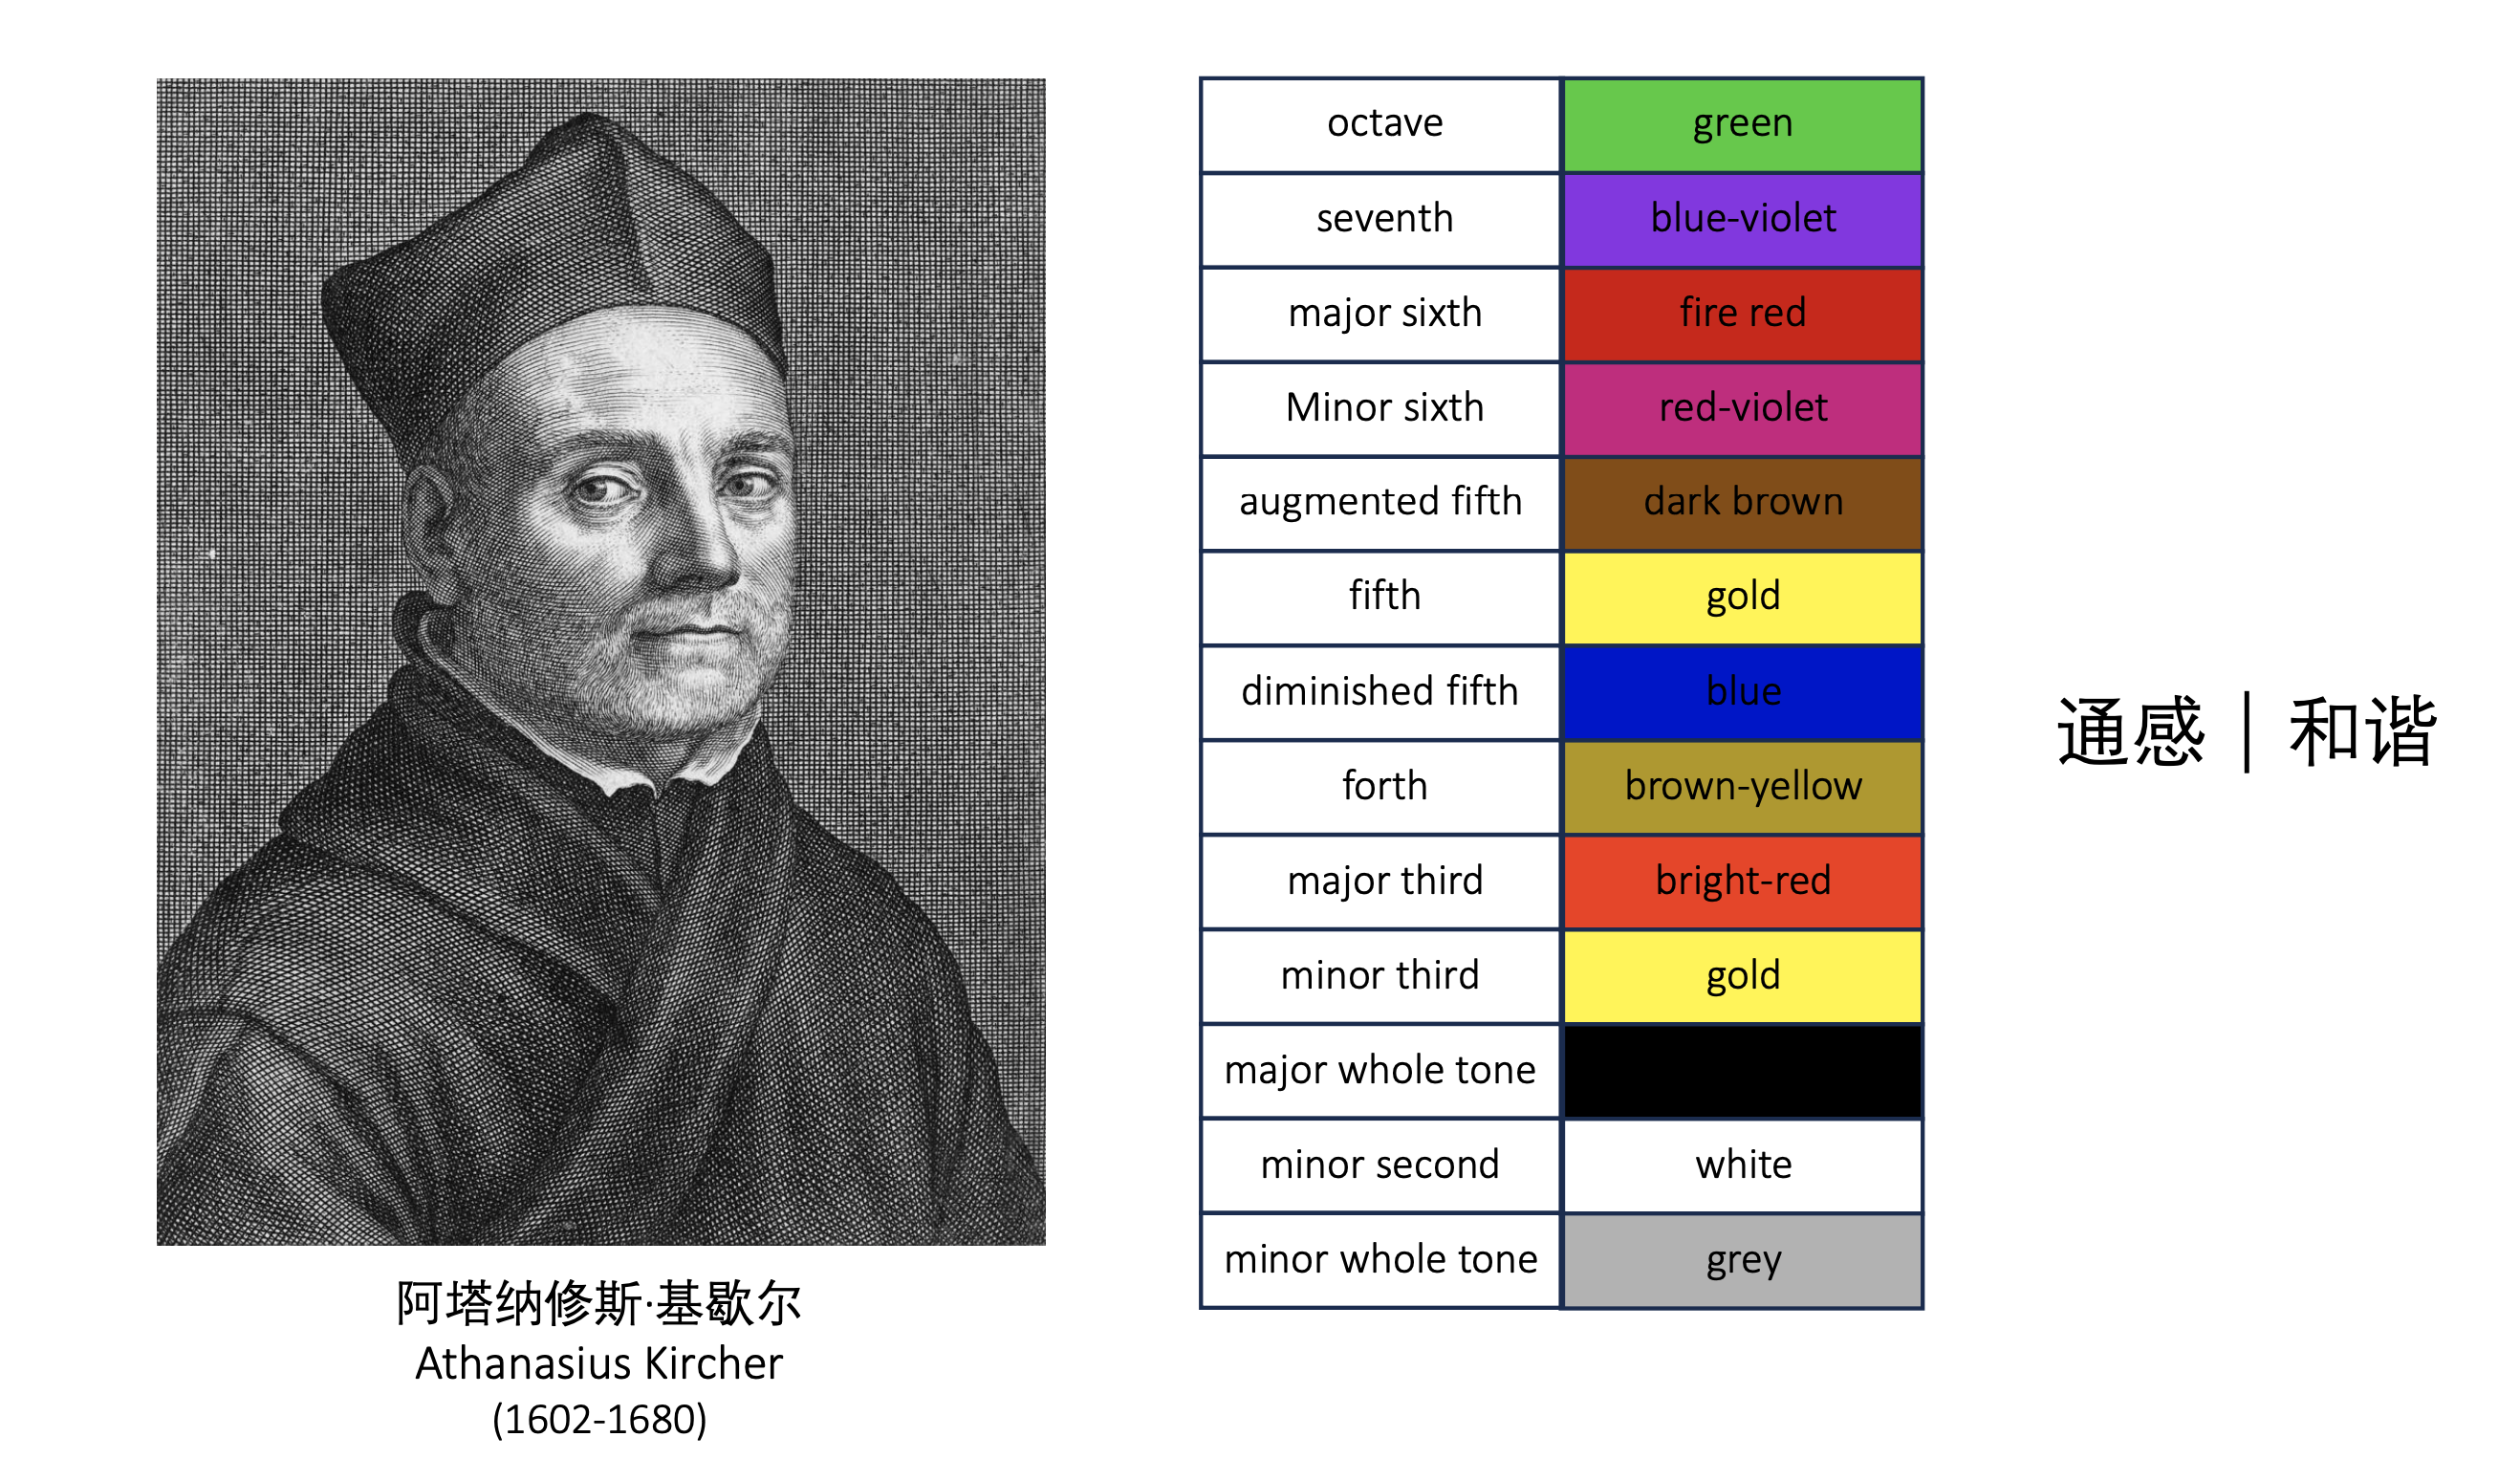 octave green
seventh blue-violet
major sixth fire red
Minor sixth red-violet
augmented fifth dark brown
fifth gold
diminished fifth blue
forth brown-yellow
major third bright-red
minor third gold
major whole tone
minor second white
minor whole tone grey
通感｜和谐
阿塔纳修斯·基歇尔
Athanasius Kircher
(1602-1680)